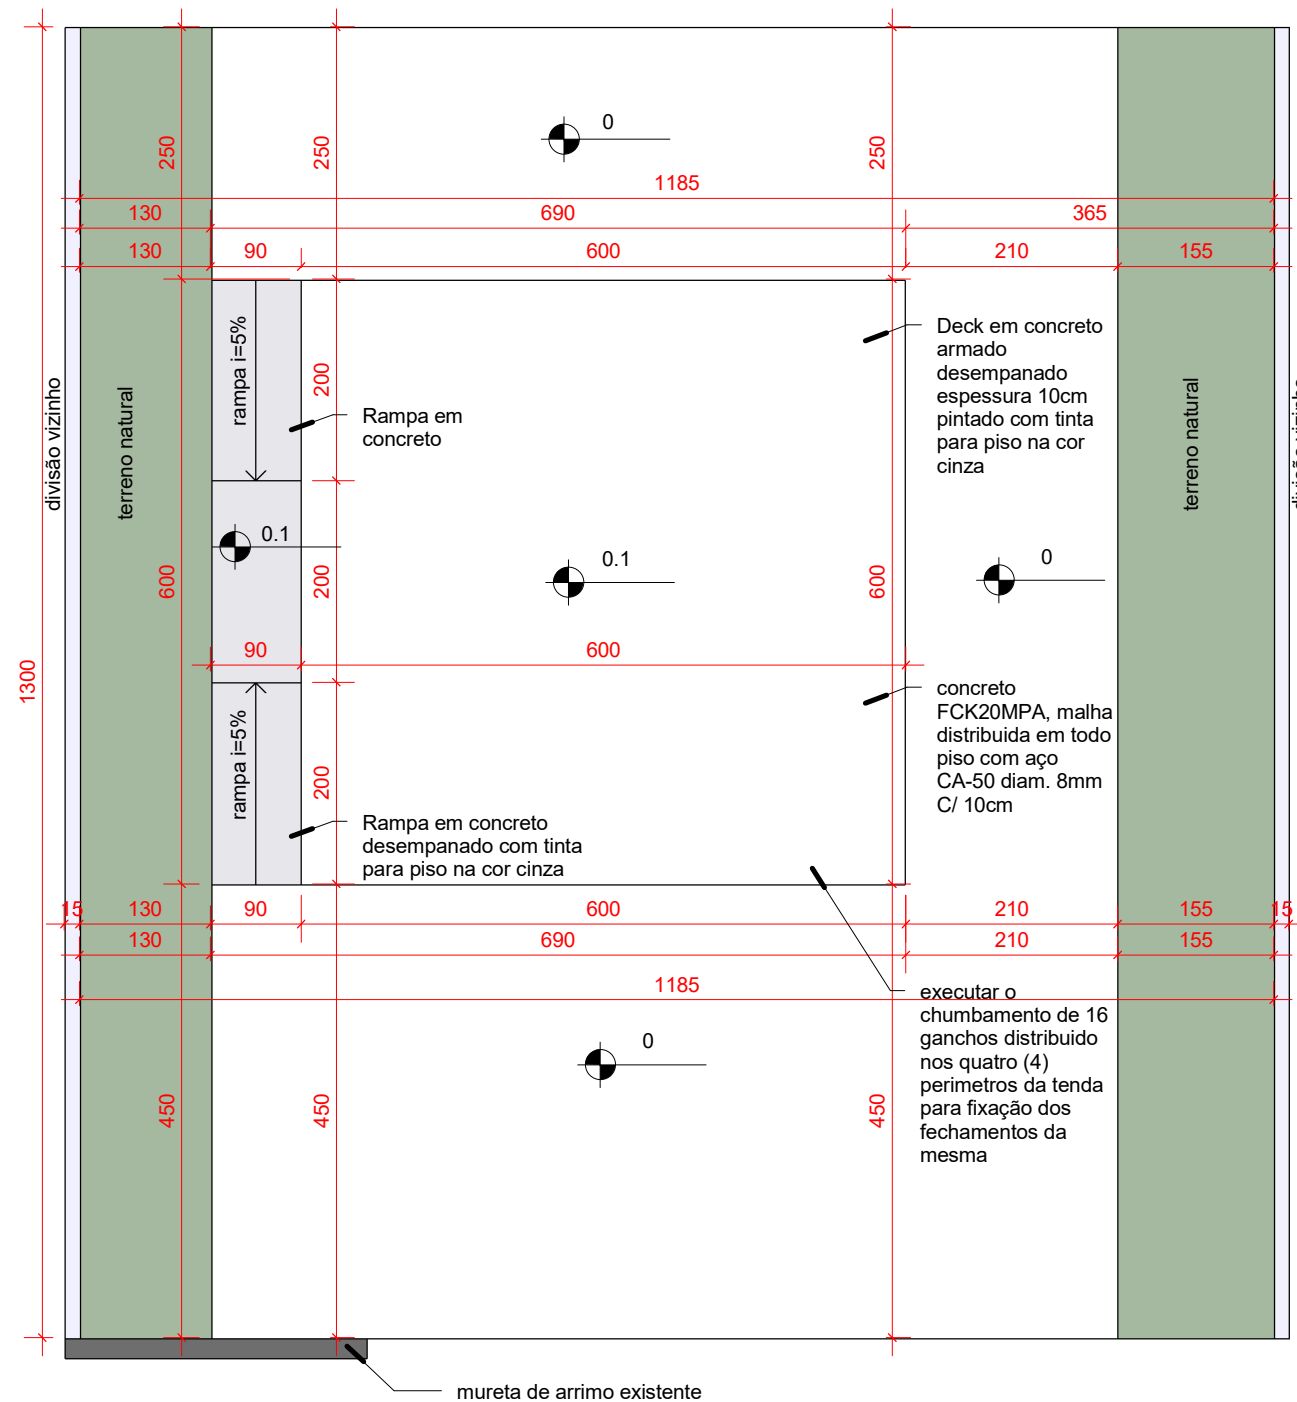 0
250
250
250
1185
130
690
365
130
90
600
210
155
rampa i=5%
200
Rampa em
concreto
Deck em concreto
armado
desempanado
espessura 10cm
pintado com tinta
para piso na cor
cinza
divisão vizinho
terreno natural
terreno natural
divisão vizinho
0.1
0.1
0
600
200
600
90
600
1300
concreto
FCK20MPA, malha
distribuida em todo
piso com aço
CA-50 diam. 8mm
C/ 10cm
rampa i=5%
200
Rampa em concreto
desempanado com tinta
para piso na cor cinza
15
130
90
600
210
155
15
130
690
210
155
1185
executar o
chumbamento de 16
ganchos distribuido
nos quatro (4)
perimetros da tenda
para fixação dos
fechamentos da
mesma
0
450
450
450
mureta de arrimo existente